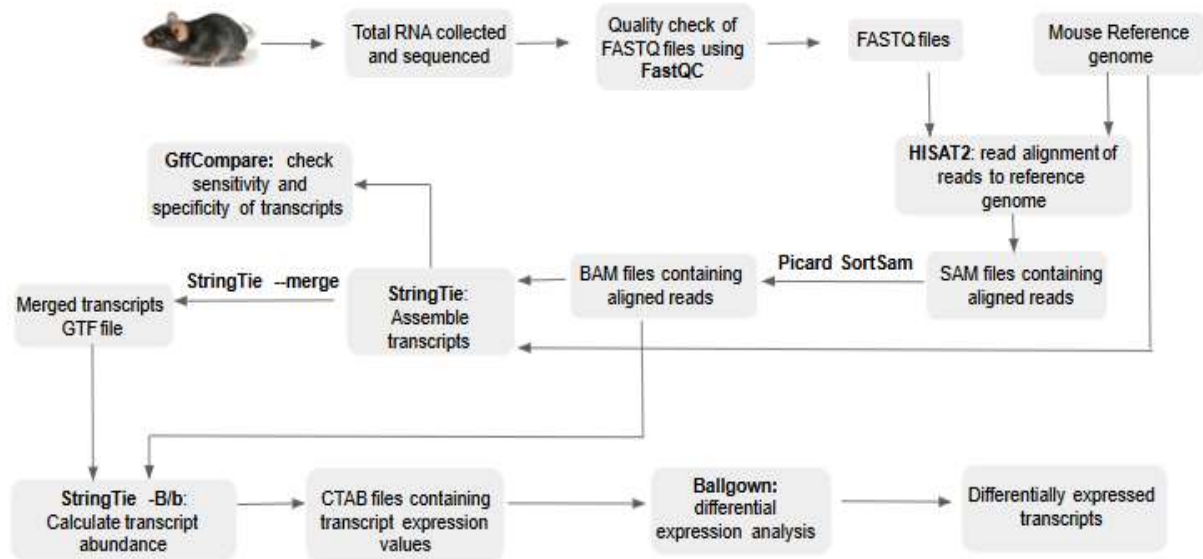 Total RNA collected
and sequenced
Quality check of
FASTQ files using
FastQC
FASTQ files
Mouse Reference
genome
HISAT2: read alignment of
reads to reference
genome
GffCompare: check
sensitivity and
specificity of transcripts
Picard SortSam
SAM files containing
aligned reads
BAM files containing
aligned reads
StringTie:
Assemble
transcripts
StringTie --merge
Merged transcripts
GTF file
StringTie -B/b:
Calculate transcript
abundance
CTAB files containing
transcript expression
values
Ballgown:
differential
expression analysis
Differentially expressed
transcripts